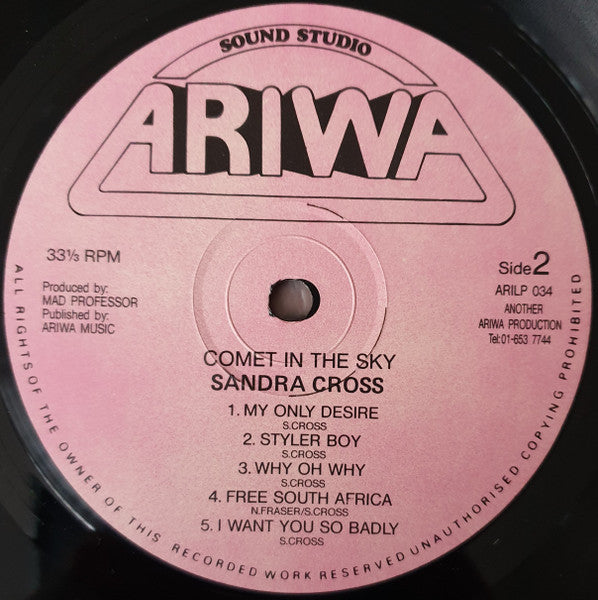 SOUND STUDIO
ARIWA
33⅓ RPM
Side 2
Produced by:
MAD PROFESSOR
Published by:
ARIWA MUSIC
ARILP 034
ANOTHER
ARIWA PRODUCTION
Tel:01-653 7744
COMET IN THE SKY
SANDRA CROSS
1. MY ONLY DESIRE
S.CROSS
2. STYLER BOY
S.CROSS
3. WHY OH WHY
S.CROSS
4. FREE SOUTH AFRICA
N.FRASER/S.CROSS
5. I WANT YOU SO BADLY
S.CROSS
ALL RIGHTS OF THE OWNER OF THIS RECORDED WORK RESERVED UNAUTHORISED COPYING PROHIBITED